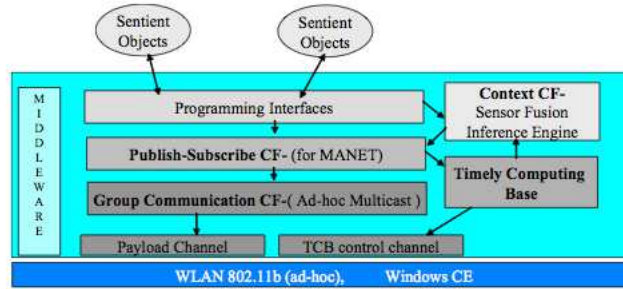 Sentient
Objects
Sentient
Objects
MIDDLEWARE
Programming Interfaces
Context CF-
Sensor Fusion
Inference Engine
Publish-Subscribe CF- (for MANET)
Timely Computing
Base
Group Communication CF-( Ad-hoc Multicast )
Payload Channel
TCB control channel
WLAN 802.11b (ad-hoc), Windows CE